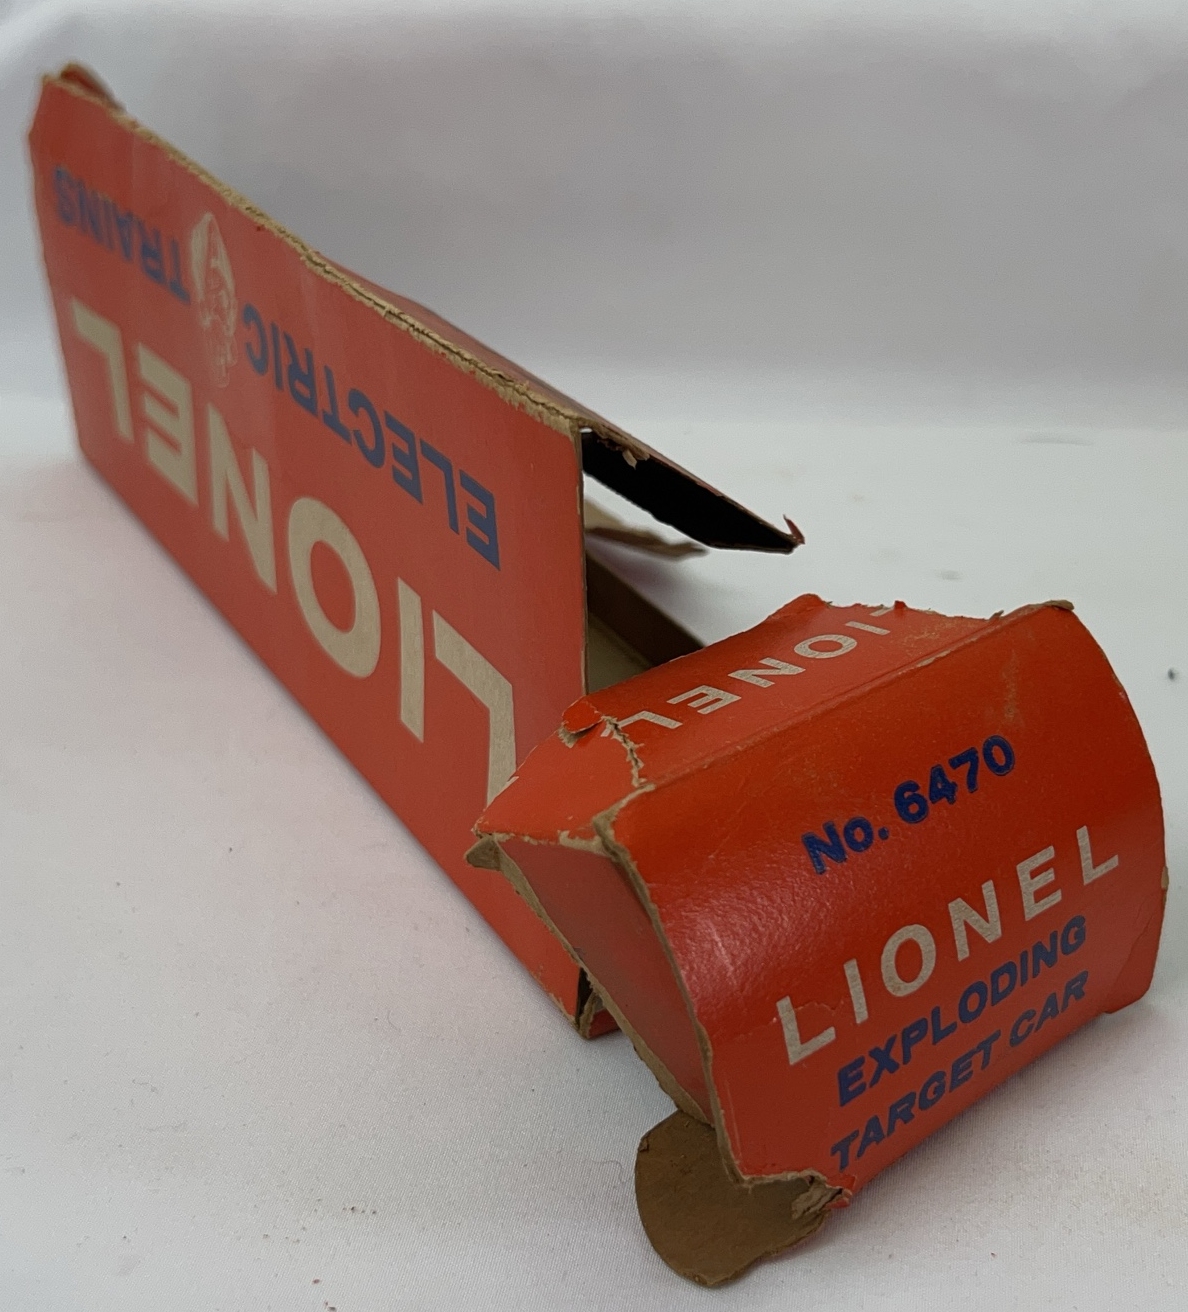 LIONEL
ELECTRIC TRAINS
LIONEL
No. 6470
LIONEL
EXPLODING
TARGET CAR